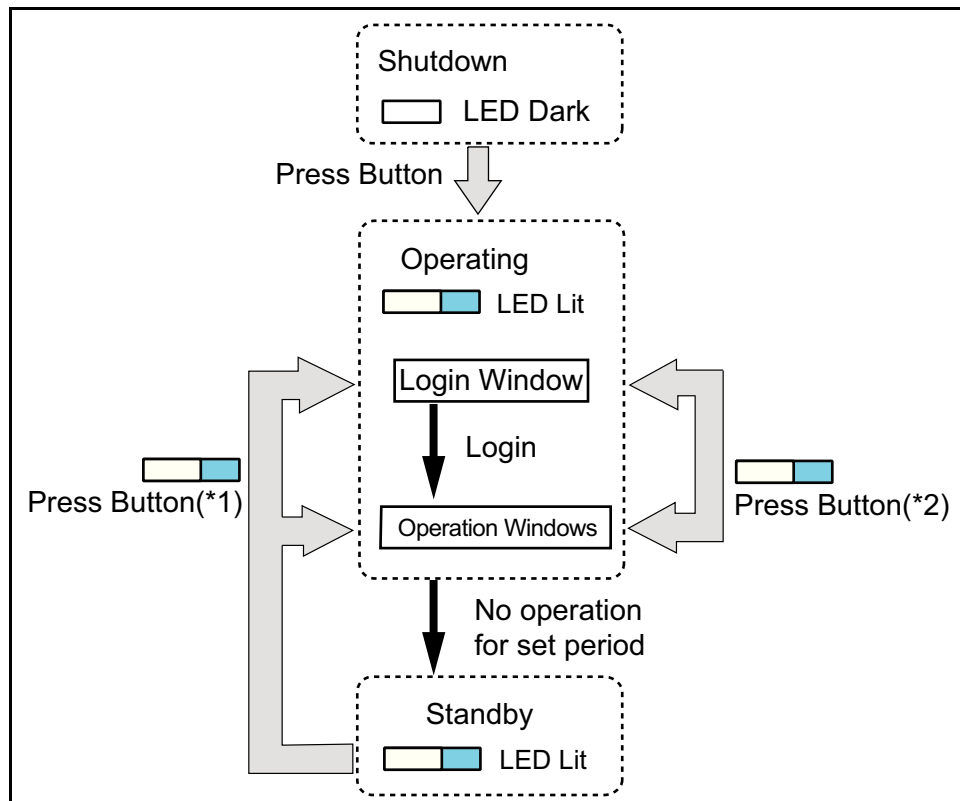 Shutdown
LED Dark
Press Button
Operating
LED Lit
Login Window
Login
Press Button(*1)
Press Button(*2)
Operation Windows
No operation
for set period
Standby
LED Lit